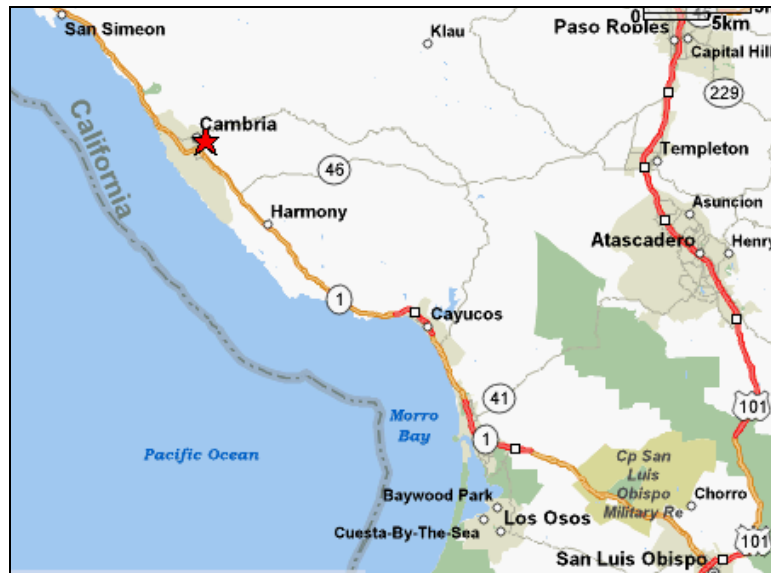 San Simeon
Klau
Paso Robles
0
5km
Capital Hill
229
California
Cambria
46
Templeton
Harmony
Asuncion
Atascadero
Henry
1
Cayucos
41
101
Morro
Bay
1
Pacific Ocean
Cp San
Luis
Obispo
Military Re
Baywood Park
Chorro
Los Osos
Cuesta-By-The-Sea
101
San Luis Obispo